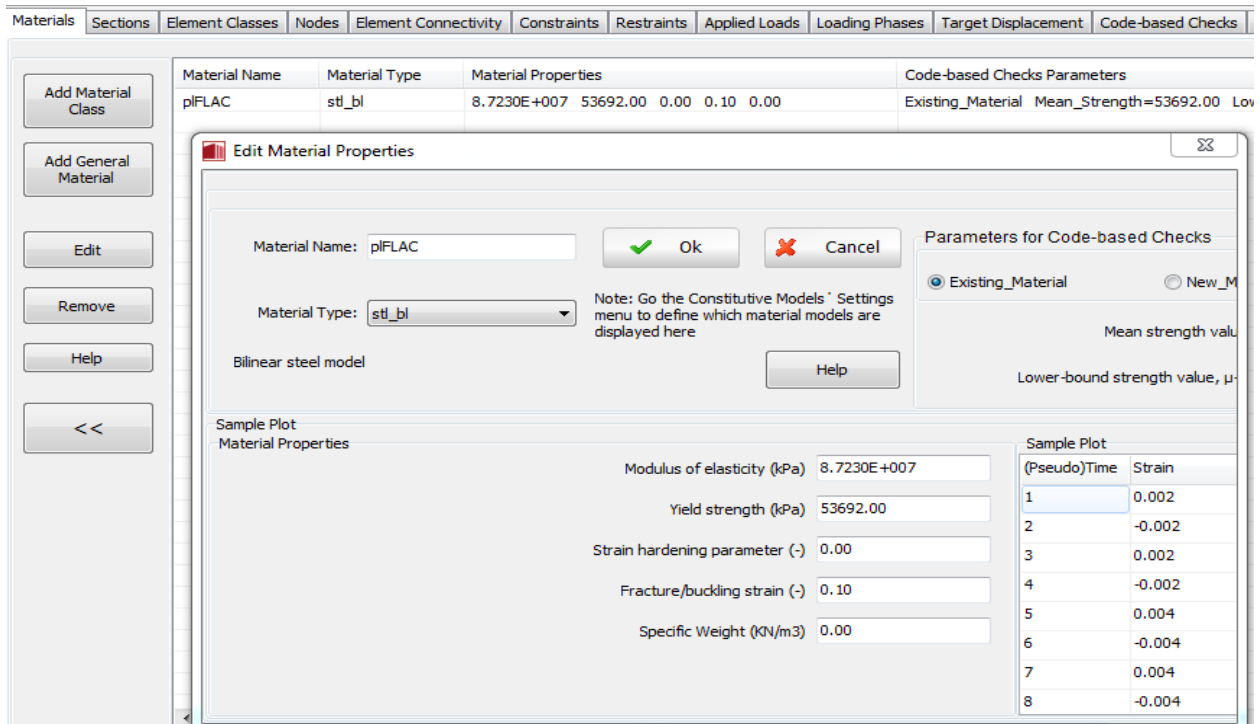 Materials Sections Element Classes Nodes Element Connectivity Constraints Restraints Applied Loads Loading Phases Target Displacement Code-based Checks
Add Material Class
Add General Material
Edit
Remove
Help
<<
Material Name Material Type Material Properties Code-based Checks Parameters
plFLAC stl_bl 8.7230E+007 53692.00 0.00 0.10 0.00 Existing_Material Mean_Strength=53692.00 Low
Edit Material Properties
Material Name: plFLAC
Ok
Cancel
Material Type: stl_bl
Note: Go the Constitutive Models` Settings
menu to define which material models are
displayed here
Bilinear steel model
Help
Parameters for Code-based Checks
Existing_Material New_M
Mean strength valu
Lower-bound strength value, μ-
Sample Plot
Material Properties
Modulus of elasticity (kPa) 8.7230E+007
Yield strength (kPa) 53692.00
Strain hardening parameter (-) 0.00
Fracture/buckling strain (-) 0.10
Specific Weight (KN/m3) 0.00
Sample Plot
(Pseudo)Time Strain
1 0.002
2 -0.002
3 0.002
4 -0.002
5 0.004
6 -0.004
7 0.004
8 -0.004